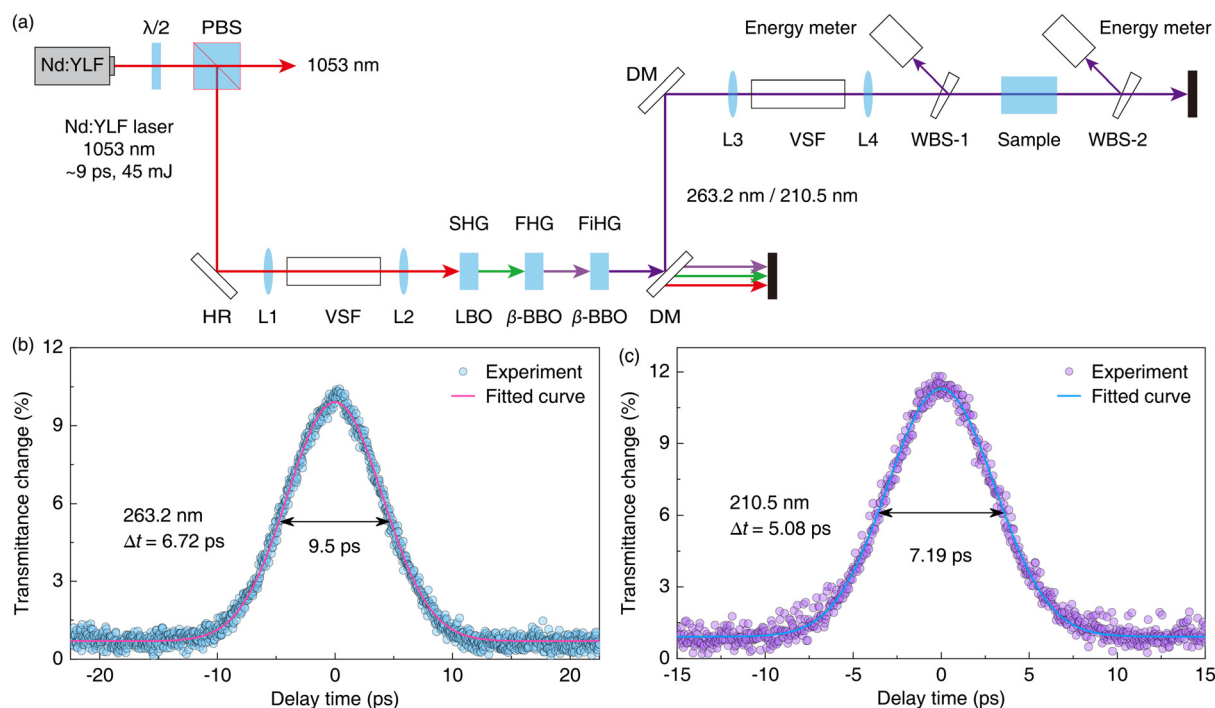 (a)
λ/2
PBS
Nd:YLF
1053 nm
Nd:YLF laser
1053 nm
~9 ps, 45 mJ
HR
L1
VSF
L2
SHG
FHG
FiHG
LBO
β-BBO
β-BBO
DM
263.2 nm / 210.5 nm
DM
L3
VSF
L4
WBS-1
Sample
WBS-2
Energy meter
Energy meter
(b)
Transmittance change (%)
12
9
6
3
0
-20
-10
0
10
20
Delay time (ps)
Experiment
Fitted curve
263.2 nm
Δt = 6.72 ps
9.5 ps
(c)
Transmittance change (%)
12
9
6
3
0
-15
-10
-5
0
5
10
15
Delay time (ps)
Experiment
Fitted curve
210.5 nm
Δt = 5.08 ps
7.19 ps